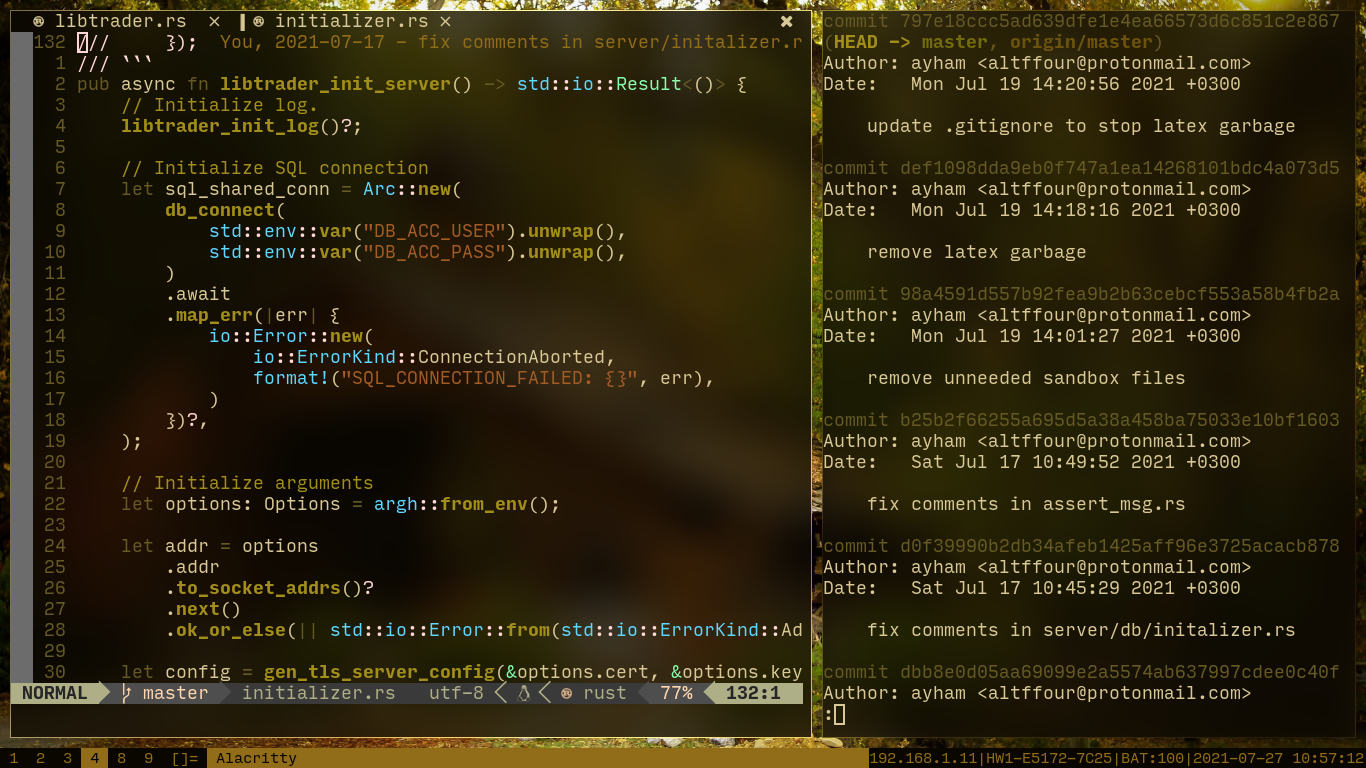 libtrader.rs × initializer.rs ×
132 /// }); You, 2021-07-17 - fix comments in server/initalizer.r
1 /// ```
2 pub async fn libtrader_init_server() -> std::io::Result<()> {
3 // Initialize log.
4 libtrader_init_log()?;
5
6 // Initialize SQL connection
7 let sql_shared_conn = Arc::new(
8 db_connect(
9 std::env::var("DB_ACC_USER").unwrap(),
10 std::env::var("DB_ACC_PASS").unwrap(),
11 )
12 .await
13 .map_err(|err| {
14 io::Error::new(
15 io::ErrorKind::ConnectionAborted,
16 format!("SQL_CONNECTION_FAILED: {}", err),
17 )
18 })?,
19 );
20
21 // Initialize arguments
22 let options: Options = argh::from_env();
23
24 let addr = options
25 .addr
26 .to_socket_addrs()?
27 .next()
28 .ok_or_else(|| std::io::Error::from(std::io::ErrorKind::Ad
29
30 let config = gen_tls_server_config(&options.cert, &options.key
NORMAL master initializer.rs utf-8 rust 77% 132:1
commit 797e18ccc5ad639dfe1e4ea66573d6c851c2e867
(HEAD -> master, origin/master)
Author: ayham <altffour@protonmail.com>
Date: Mon Jul 19 14:20:56 2021 +0300
update .gitignore to stop latex garbage
commit def1098dda9eb0f747a1ea14268101bdc4a073d5
Author: ayham <altffour@protonmail.com>
Date: Mon Jul 19 14:18:16 2021 +0300
remove latex garbage
commit 98a4591d557b92fea9b2b63cebcf553a58b4fb2a
Author: ayham <altffour@protonmail.com>
Date: Mon Jul 19 14:01:27 2021 +0300
remove unneeded sandbox files
commit b25b2f66255a695d5a38a458ba75033e10bf1603
Author: ayham <altffour@protonmail.com>
Date: Sat Jul 17 10:49:52 2021 +0300
fix comments in assert_msg.rs
commit d0f39990b2db34afeb1425aff96e3725acacb878
Author: ayham <altffour@protonmail.com>
Date: Sat Jul 17 10:45:29 2021 +0300
fix comments in server/db/initalizer.rs
commit dbb8e0d05aa69099e2a5574ab637997cdee0c40f
Author: ayham <altffour@protonmail.com>
:
1 2 3 4 8 9 []= Alacritty 192.168.1.11|HW1-E5172-7C25|BAT:100|2021-07-27 10:57:12